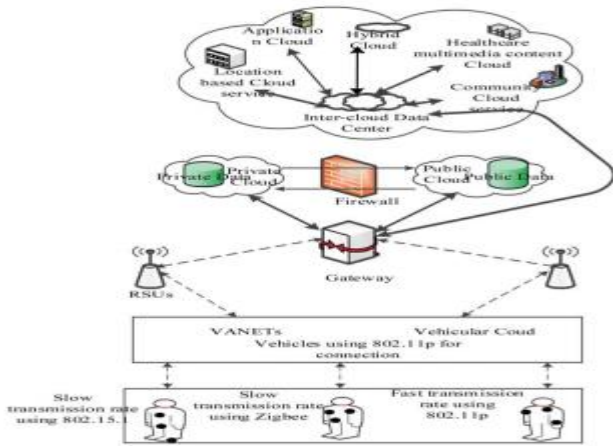 Applicatio
n Cloud
Hybrid
Cloud
Healthcare
multimedia content
Cloud
Location
based Cloud
service
Community
Cloud
service
Inter-cloud Data
Center
Private Data
Private
Cloud
Public
Cloud
Public Data
Firewall
Gateway
RSUs
VANETs
Vehicular Coud
Vehicles using 802.11p for
connection
Slow
transmission rate
using 802.15.1
Slow
transmission rate
using Zigbee
Fast transmission
rate using
802.11p